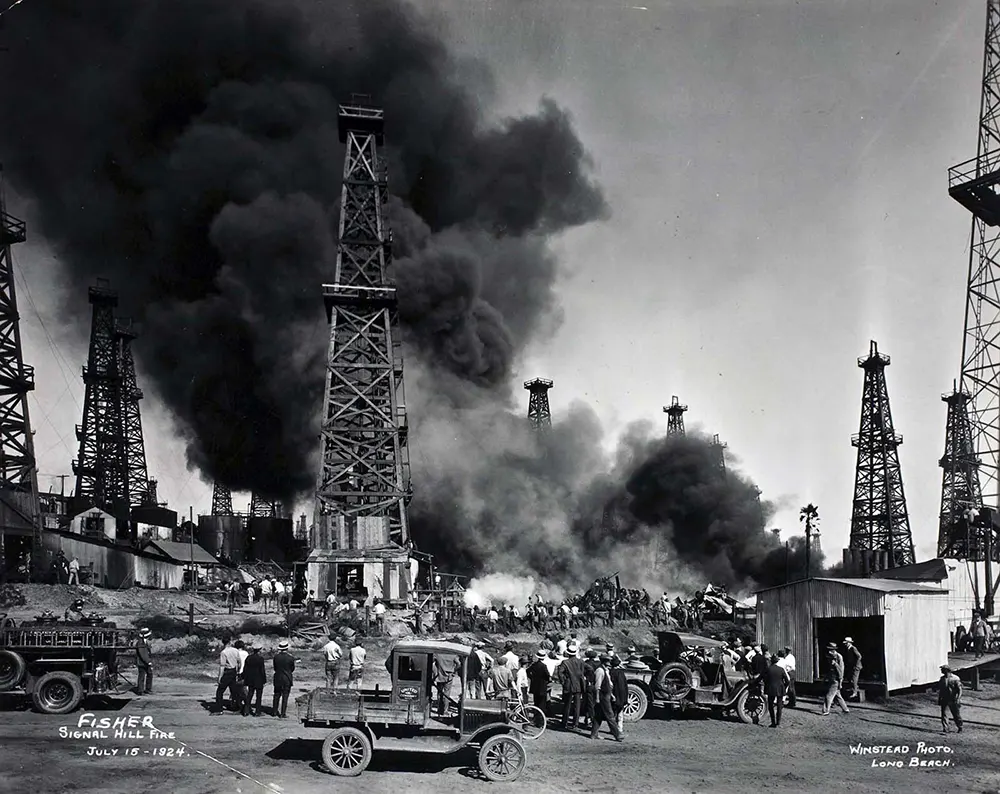 FISHER
SIGNAL HILL FIRE
JULY 15 - 1924.
WINSTEAD PHOTO.
LONG BEACH.